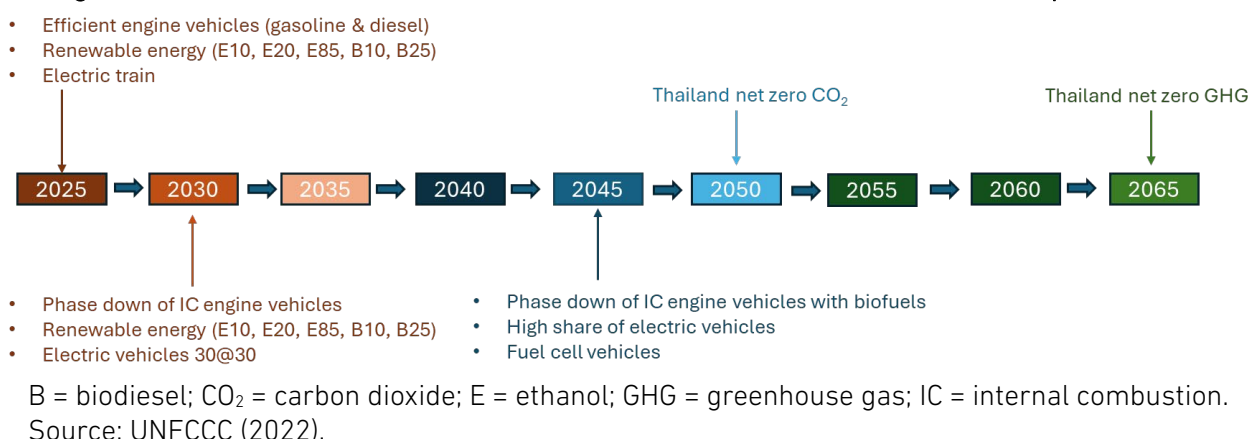 • Efficient engine vehicles (gasoline & diesel)
• Renewable energy (E10, E20, E85, B10, B25)
• Electric train
Thailand net zero CO₂
Thailand net zero GHG
2025
2030
2035
2040
2045
2050
2055
2060
2065
• Phase down of IC engine vehicles
• Renewable energy (E10, E20, E85, B10, B25)
• Electric vehicles 30@30
• Phase down of IC engine vehicles with biofuels
• High share of electric vehicles
• Fuel cell vehicles
B = biodiesel; CO₂ = carbon dioxide; E = ethanol; GHG = greenhouse gas; IC = internal combustion.
Source: UNFCCC (2022).